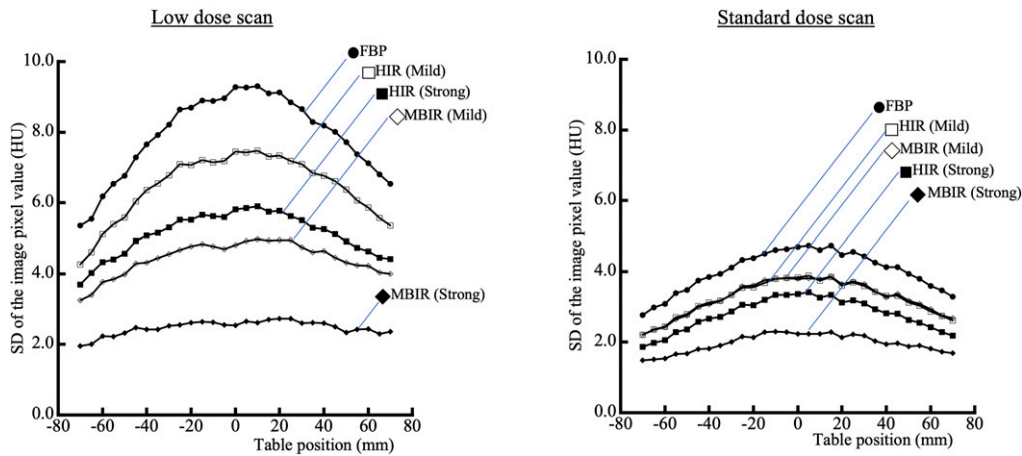 Low dose scan
10.0
8.0
6.0
4.0
2.0
0.0
-80 -60 -40 -20 0 20 40 60 80
Table position (mm)
SD of the image pixel value (HU)
FBP
HIR (Mild)
HIR (Strong)
MBIR (Mild)
MBIR (Strong)
Standard dose scan
10.0
8.0
6.0
4.0
2.0
0.0
-80 -60 -40 -20 0 20 40 60 80
Table position (mm)
SD of the image pixel value (HU)
FBP
HIR (Mild)
MBIR (Mild)
HIR (Strong)
MBIR (Strong)